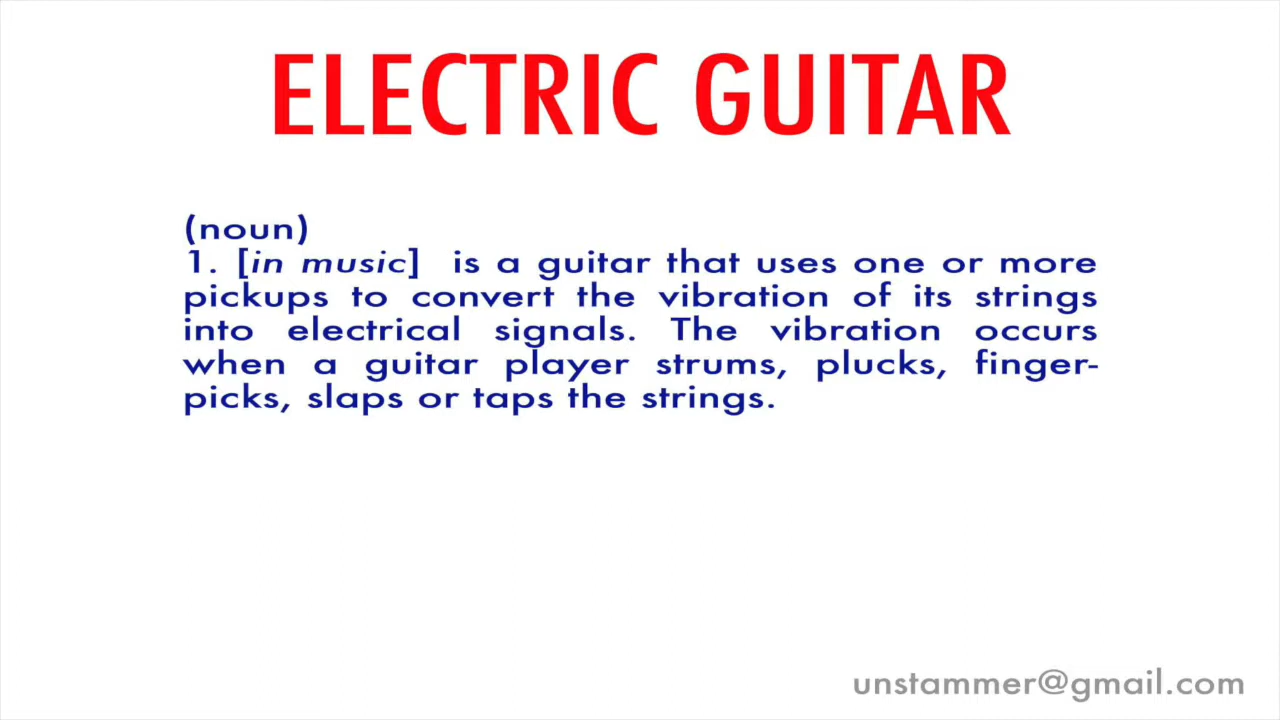 ELECTRIC GUITAR
(noun)
1. [in music] is a guitar that uses one or more
pickups to convert the vibration of its strings
into electrical signals. The vibration occurs
when a guitar player strums, plucks, finger-
picks, slaps or taps the strings.
unstammer@gmail.com